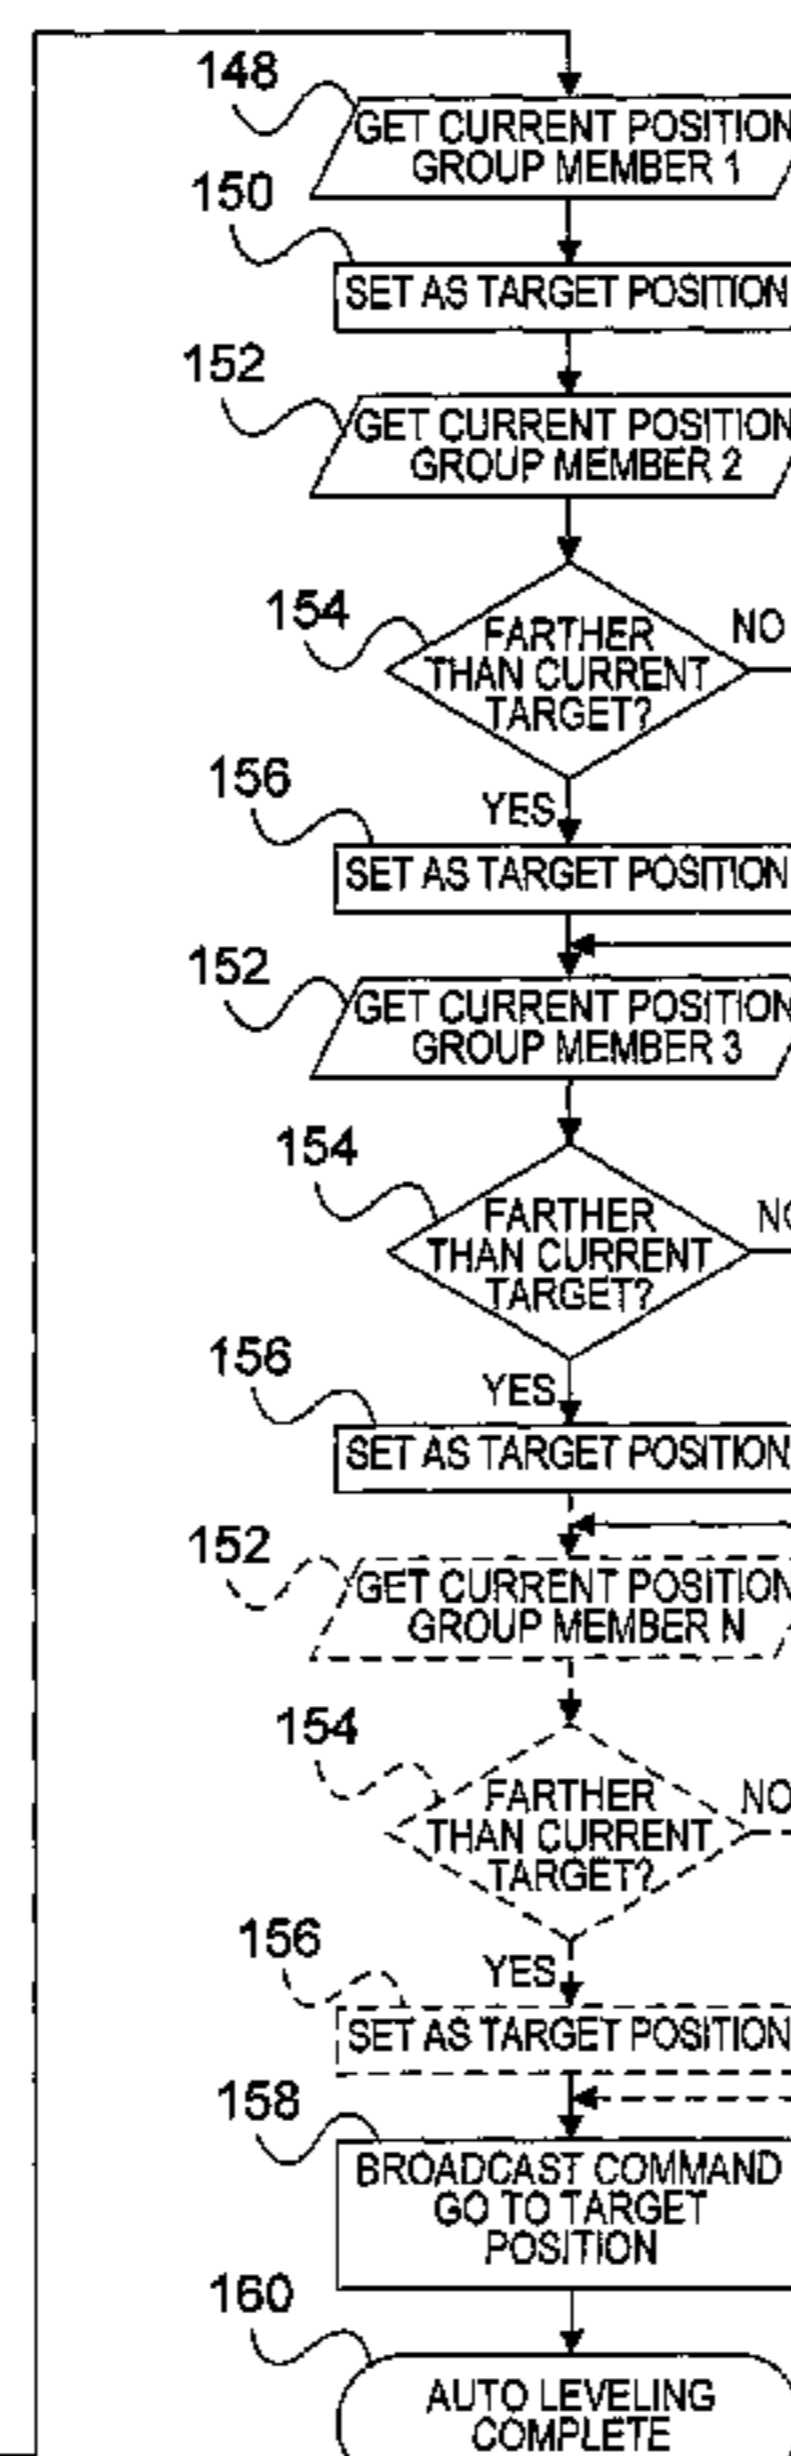 148
GET CURRENT POSITION
GROUP MEMBER 1
150
SET AS TARGET POSITION
152
GET CURRENT POSITION
GROUP MEMBER 2
154
FARTHER
THAN CURRENT
TARGET?
NO
YES
156
SET AS TARGET POSITION
152
GET CURRENT POSITION
GROUP MEMBER 3
154
FARTHER
THAN CURRENT
TARGET?
NO
YES
156
SET AS TARGET POSITION
152
GET CURRENT POSITION
GROUP MEMBER N
154
FARTHER
THAN CURRENT
TARGET?
NO
YES
156
SET AS TARGET POSITION
158
BROADCAST COMMAND
GO TO TARGET
POSITION
160
AUTO LEVELING
COMPLETE